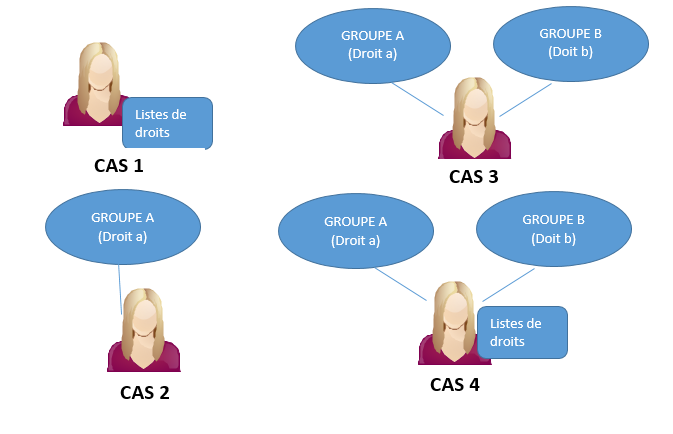 Listes de
droits
CAS 1
GROUPE A
(Droit a)
GROUPE B
(Doit b)
CAS 3
GROUPE A
(Droit a)
CAS 2
GROUPE A
(Droit a)
GROUPE B
(Doit b)
Listes de
droits
CAS 4